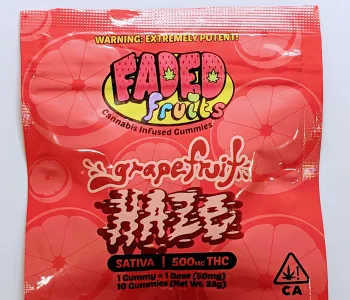 WARNING: EXTREMELY POTENT!
FADED
fruits
Cannabis Infused Gummies
grapefruit
HAZE
SATIVA | 500MG THC
1 Gummy = 1 Dose (50mg)
10 Gummies (Net Wt. 23g)
CA